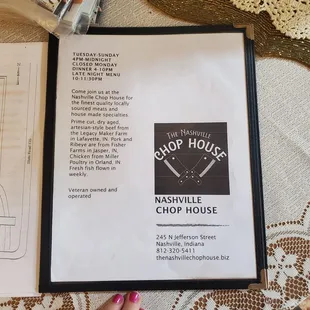 TUESDAY-SUNDAY
4PM-MIDNIGHT
CLOSED MONDAY
DINNER 4-10PM
LATE NIGHT MENU
10-11:30PM
Come join us at the
Nashville Chop House for
the finest quality locally
sourced meats and
house made specialties.
Prime cut, dry aged,
artesian-style beef from
the Legacy Maker Farm
in Lafayette, IN. Pork and
Ribeye are from Fisher
Farms in Jasper, IN.
Chicken from Miller
Poultry in Orland, IN
Fresh fish flown in
weekly.
Veteran owned and
operated
THE NASHVILLE
CHOP HOUSE
NASHVILLE
CHOP HOUSE
245 N Jefferson Street
Nashville, Indiana
812-320-5411
thenashvillechophouse.biz